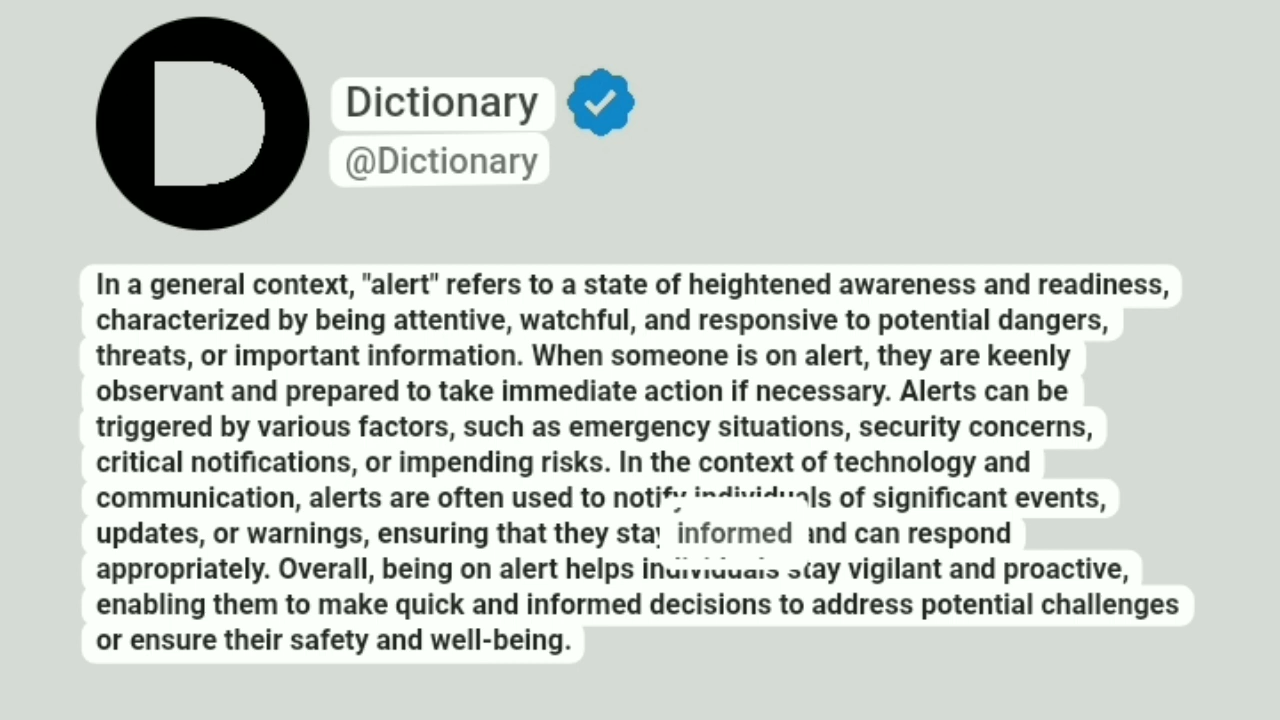 D
Dictionary
@Dictionary
In a general context, "alert" refers to a state of heightened awareness and readiness,
characterized by being attentive, watchful, and responsive to potential dangers,
threats, or important information. When someone is on alert, they are keenly
observant and prepared to take immediate action if necessary. Alerts can be
triggered by various factors, such as emergency situations, security concerns,
critical notifications, or impending risks. In the context of technology and
communication, alerts are often used to notify individuals of significant events,
updates, or warnings, ensuring that they stay informed and can respond
appropriately. Overall, being on alert helps individuals stay vigilant and proactive,
enabling them to make quick and informed decisions to address potential challenges
or ensure their safety and well-being.